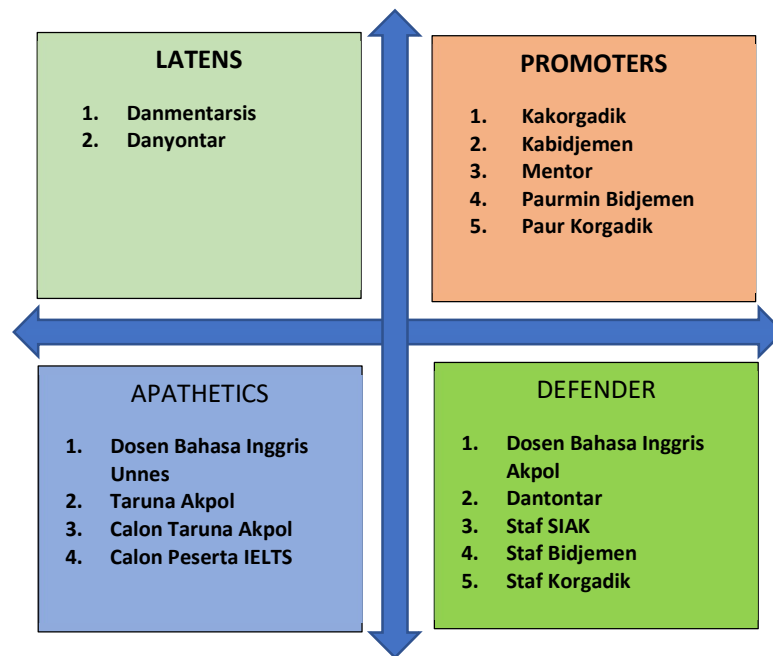 LATENS
1. Danmentarsis
2. Danyontar
PROMOTERS
1. Kakorgadik
2. Kabidjemen
3. Mentor
4. Paurmin Bidjemen
5. Paur Korgadik
APATHETICS
1. Dosen Bahasa Inggris
Unnes
2. Taruna Akpol
3. Calon Taruna Akpol
4. Calon Peserta IELTS
DEFENDER
1. Dosen Bahasa Inggris
Akpol
2. Dantontar
3. Staf SIAK
4. Staf Bidjemen
5. Staf Korgadik